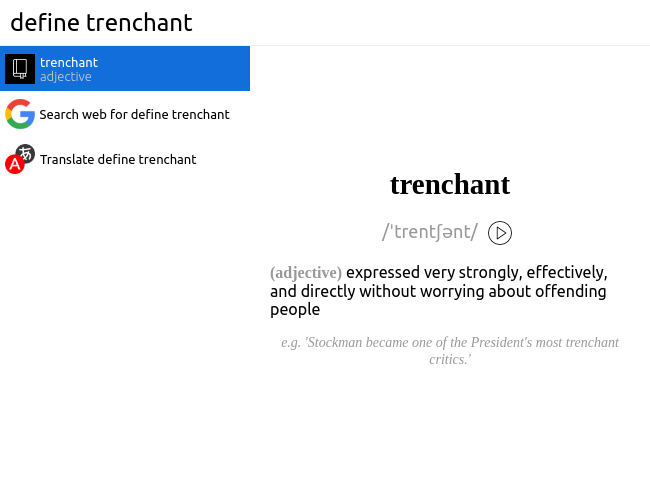 define trenchant
trenchant
adjective
Search web for define trenchant
Translate define trenchant
trenchant
/ˈtrentʃənt/
(adjective) expressed very strongly, effectively,
and directly without worrying about offending
people
e.g. 'Stockman became one of the President's most trenchant
critics.'